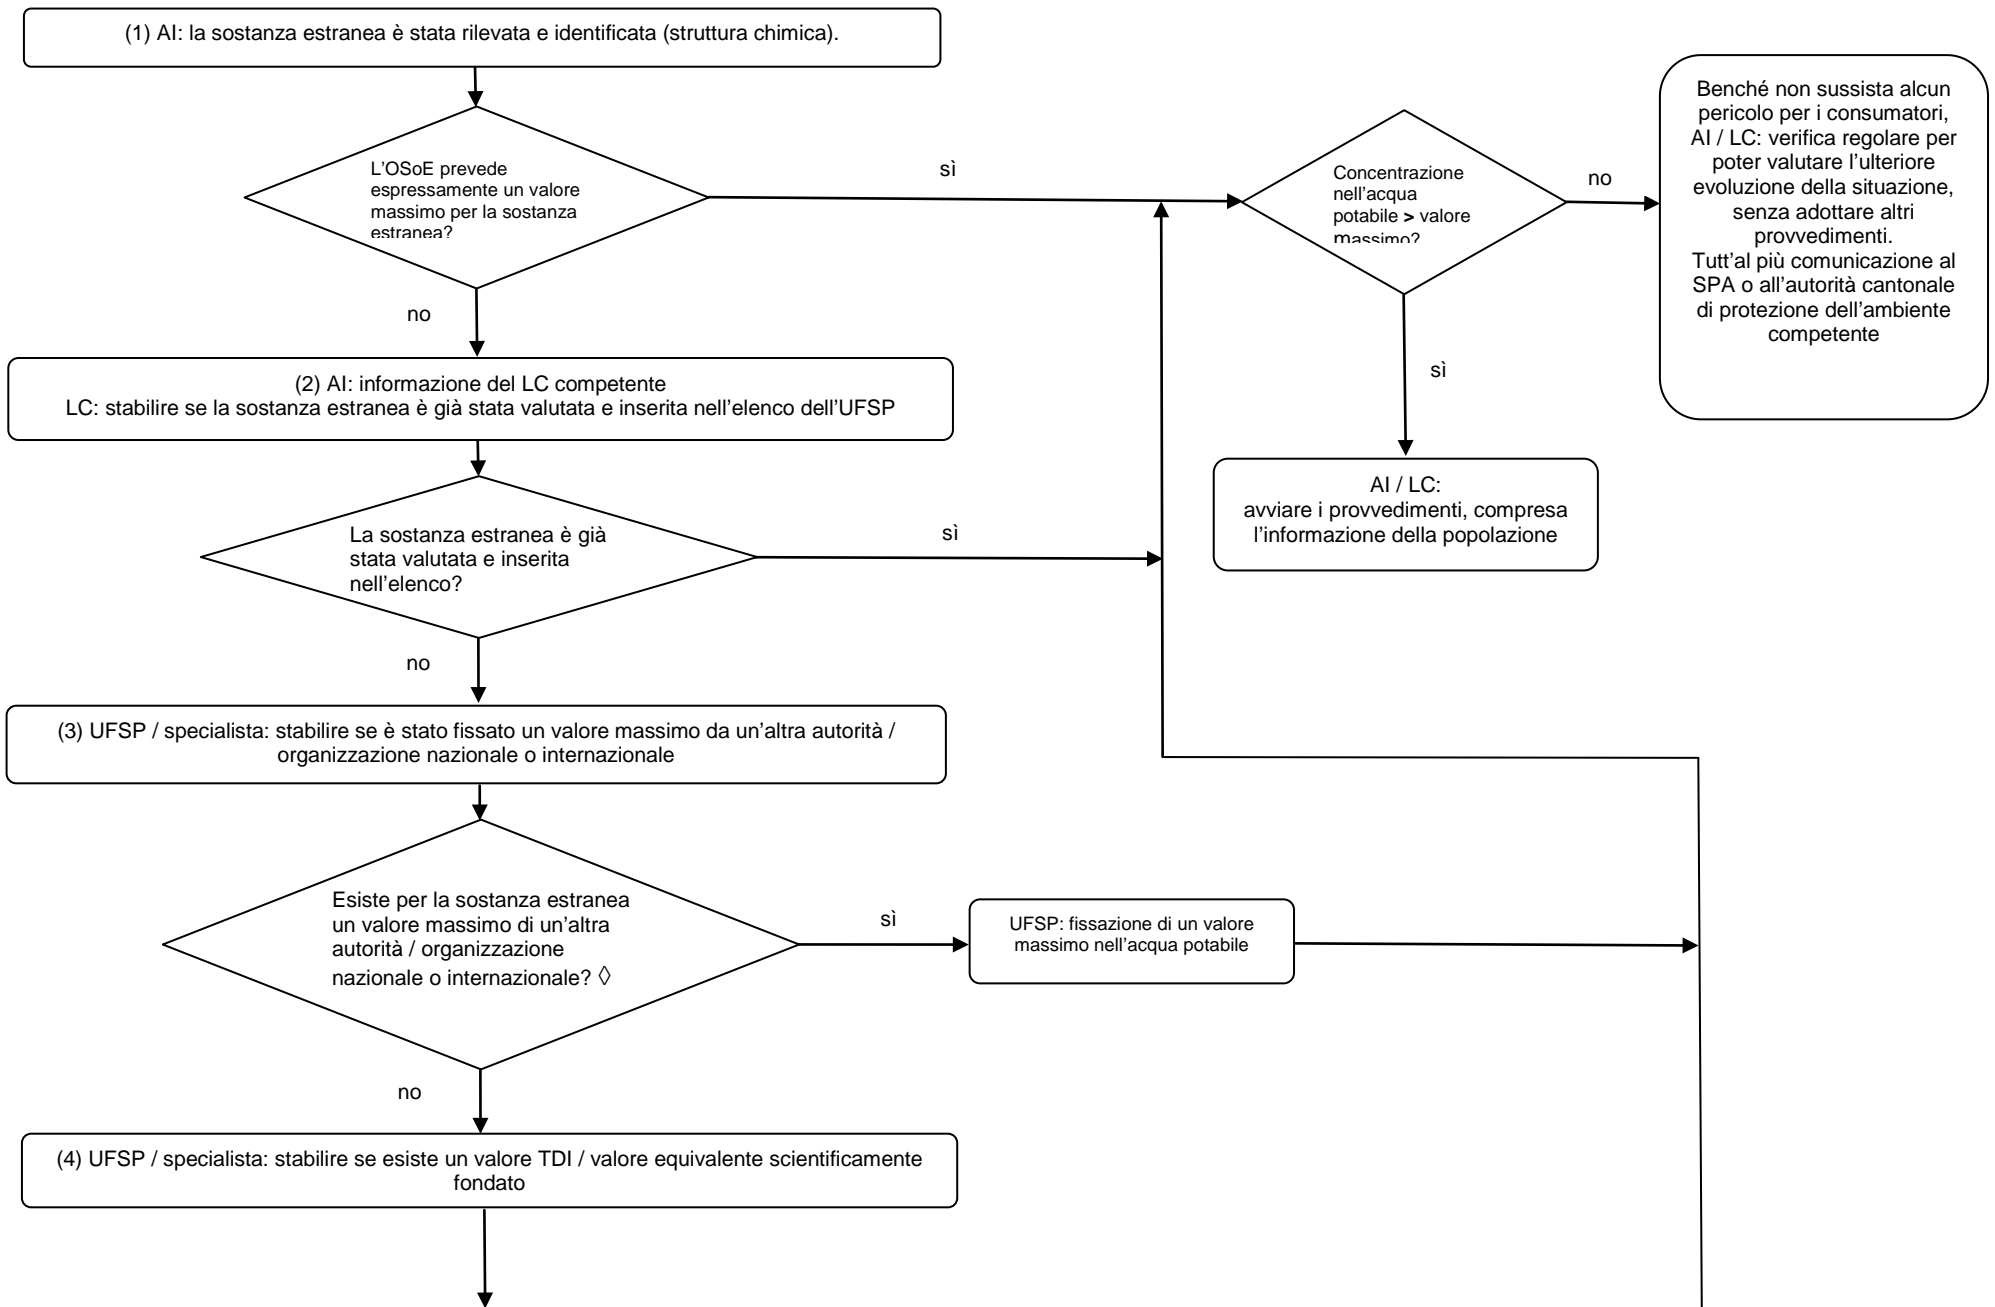 (1) AI: la sostanza estranea è stata rilevata e identificata (struttura chimica).
L'OSoE prevede
espressamente un valore
massimo per la sostanza
estranea?
sì
Concentrazione
nell'acqua
potabile > valore
massimo?
no
Benché non sussista alcun
pericolo per i consumatori,
AI / LC: verifica regolare per
poter valutare l'ulteriore
evoluzione della situazione,
senza adottare altri
provvedimenti.
Tutt'al più comunicazione al
SPA o all'autorità cantonale
di protezione dell'ambiente
competente
no
sì
(2) AI: informazione del LC competente
LC: stabilire se la sostanza estranea è già stata valutata e inserita nell'elenco dell'UFSP
AI / LC:
avviare i provvedimenti, compresa
l'informazione della popolazione
La sostanza estranea è già
stata valutata e inserita
nell'elenco?
sì
no
(3) UFSP / specialista: stabilire se è stato fissato un valore massimo da un'altra autorità /
organizzazione nazionale o internazionale
Esiste per la sostanza estranea
un valore massimo di un'altra
autorità / organizzazione
nazionale o internazionale? ◊
sì
UFSP: fissazione di un valore
massimo nell'acqua potabile
no
(4) UFSP / specialista: stabilire se esiste un valore TDI / valore equivalente scientificamente
fondato